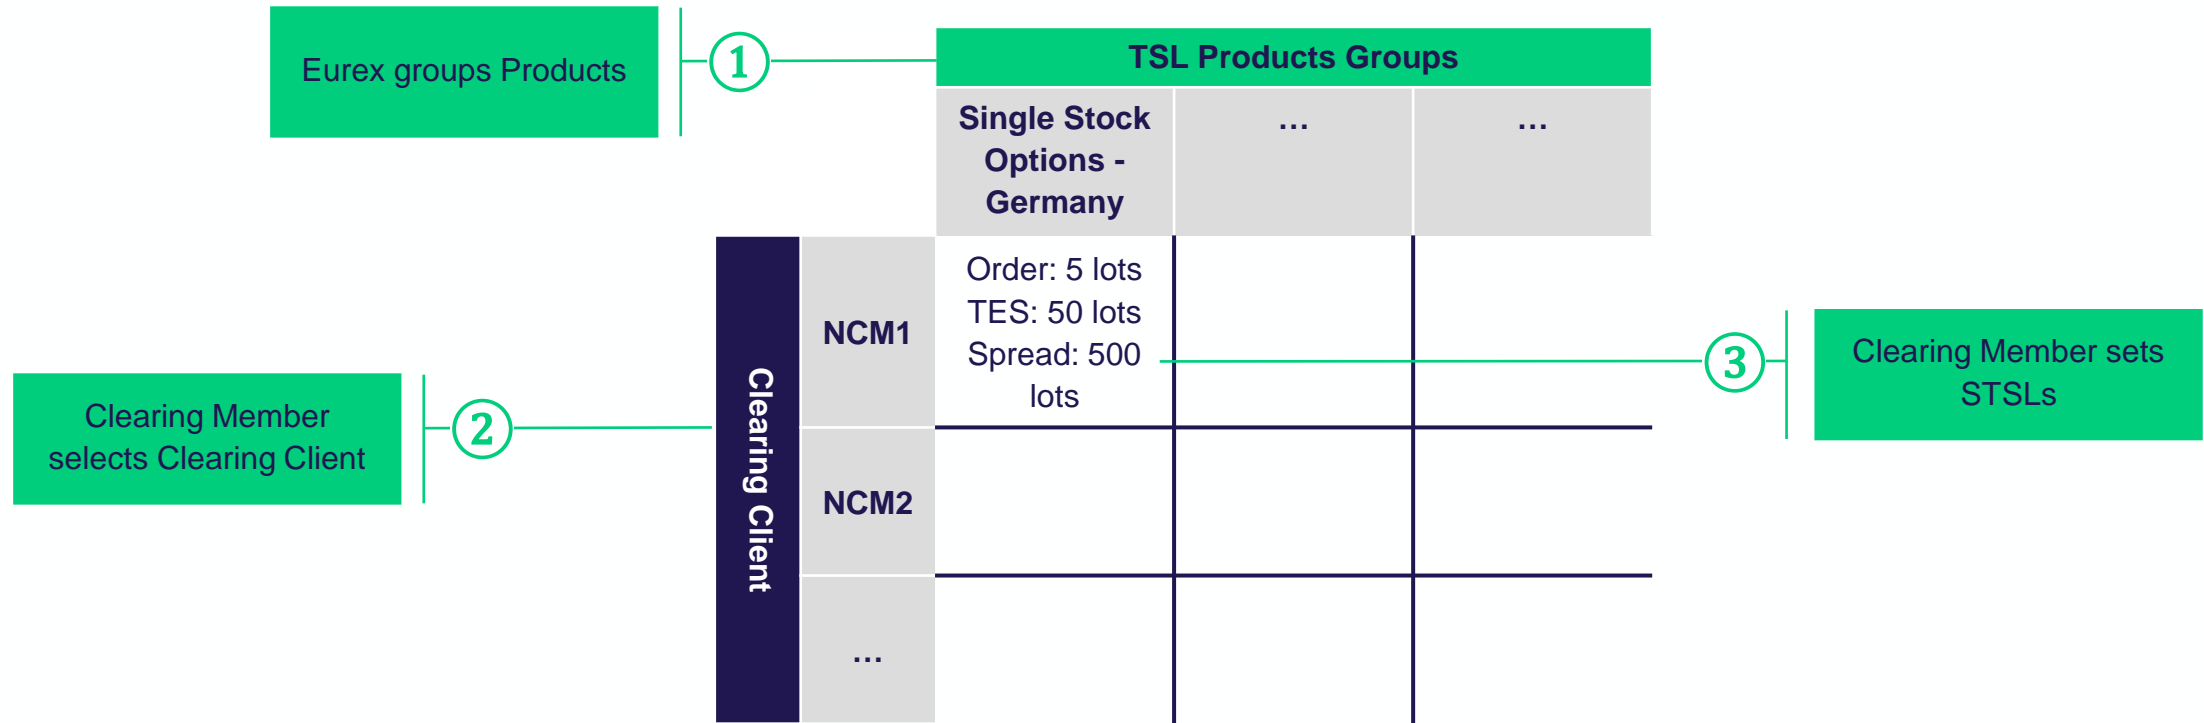 Eurex groups Products
1
TSL Products Groups
Single Stock
Options -
Germany
...
...
Clearing Client
NCM1
Order: 5 lots
TES: 50 lots
Spread: 500
lots
3
Clearing Member sets
STSLs
Clearing Member
selects Clearing Client
2
NCM2
...